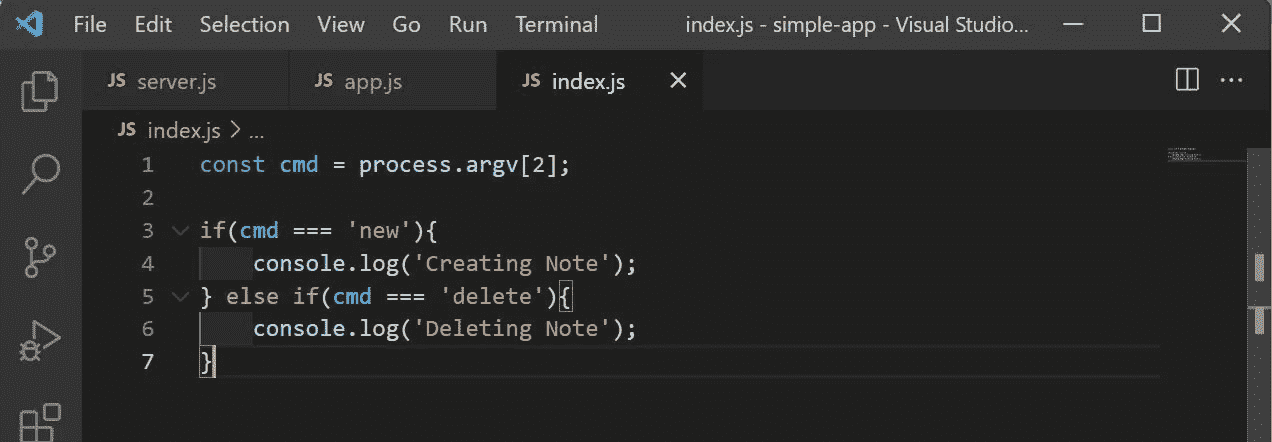 File Edit Selection View Go Run Terminal index.js - simple-app - Visual Studio...
JS server.js JS app.js JS index.js
JS index.js > ...
1 const cmd = process.argv[2];
2
3 if(cmd === 'new'){
4 console.log('Creating Note');
5 } else if(cmd === 'delete'){
6 console.log('Deleting Note');
7 }